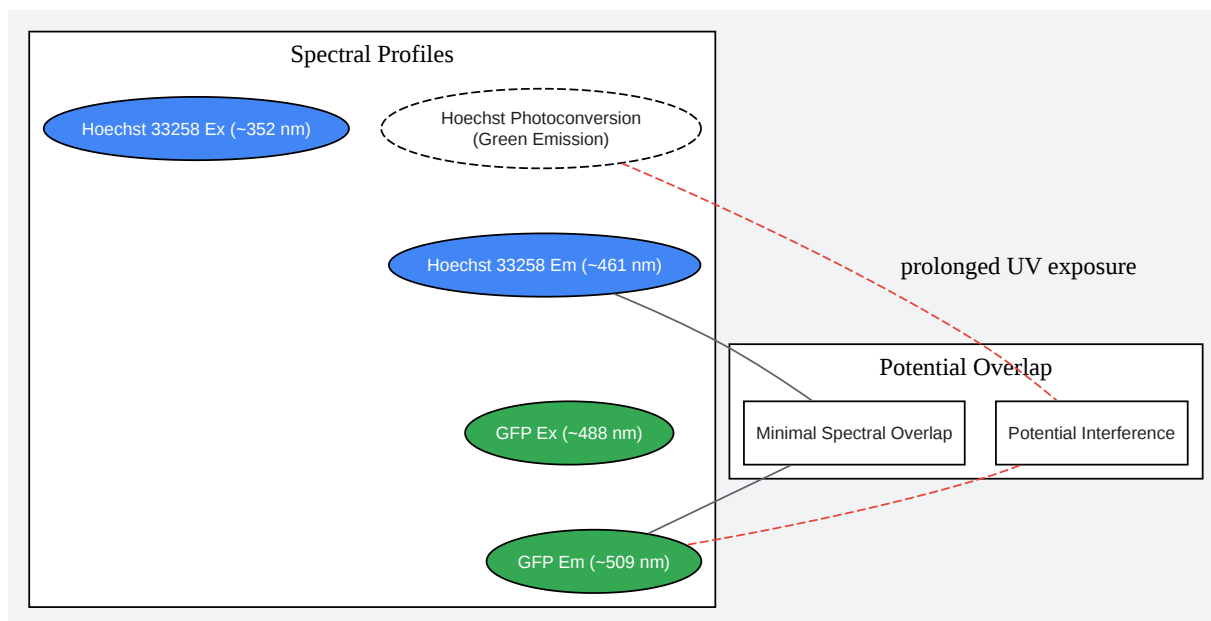 Spectral Profiles
Hoechst 33258 Ex (~352 nm)
Hoechst Photoconversion
(Green Emission)
Hoechst 33258 Em (~461 nm)
prolonged UV exposure
Potential Overlap
GFP Ex (~488 nm)
Minimal Spectral Overlap
Potential Interference
GFP Em (~509 nm)